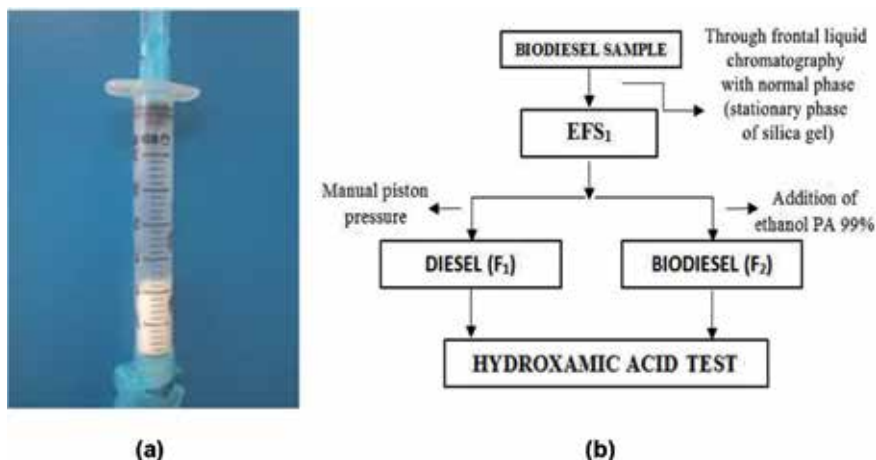 BIODIESEL SAMPLE
Through frontal liquid
chromatography
with normal phase
(stationary phase
of silica gel)
EFS₁
Manual piston
pressure
Addition of
ethanol PA 99%
DIESEL (F₁)
BIODIESEL (F₂)
HYDROXAMIC ACID TEST
(a)
(b)